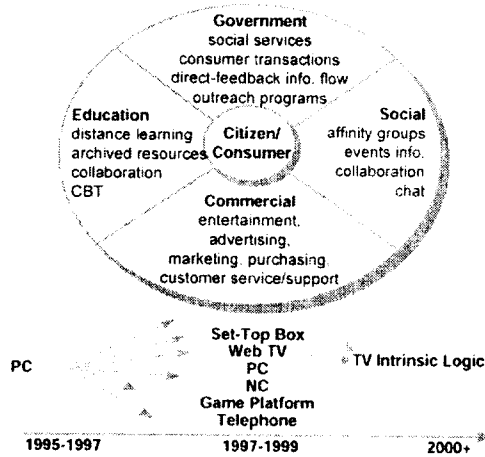 Government
social services
consumer transactions
direct-feedback info. flow
outreach programs
Education
distance learning
archived resources
collaboration
CBT
Citizen/
Consumer
Social
affinity groups
events info.
collaboration
chat
Commercial
entertainment,
advertising,
marketing, purchasing,
customer service/support
PC
Set-Top Box
Web TV
PC
NC
Game Platform
Telephone
TV Intrinsic Logic
1995-1997
1997-1999
2000+